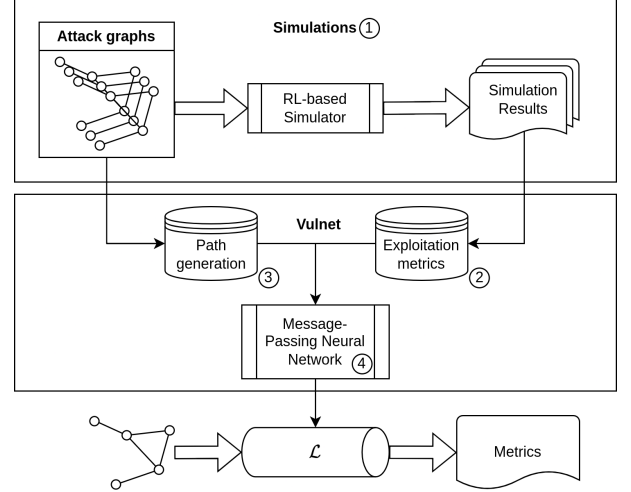 Simulations 1
Attack graphs
RL-based
Simulator
Simulation
Results
Vulnet
Path
generation
3
Exploitation
metrics
2
Message-
Passing Neural
Network 4
ℒ
Metrics